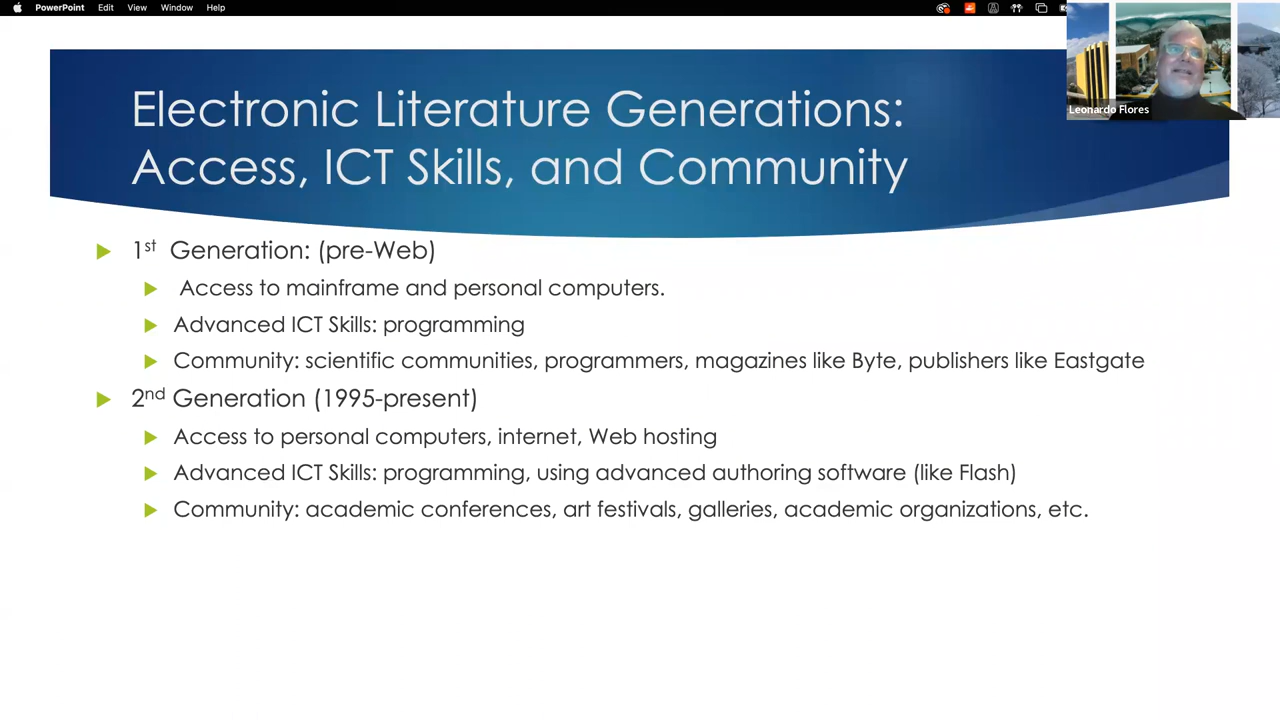 PowerPoint Edit View Window Help
Leonardo Flores
Electronic Literature Generations:
Access, ICT Skills, and Community
1st Generation: (pre-Web)
Access to mainframe and personal computers.
Advanced ICT Skills: programming
Community: scientific communities, programmers, magazines like Byte, publishers like Eastgate
2nd Generation (1995-present)
Access to personal computers, internet, Web hosting
Advanced ICT Skills: programming, using advanced authoring software (like Flash)
Community: academic conferences, art festivals, galleries, academic organizations, etc.